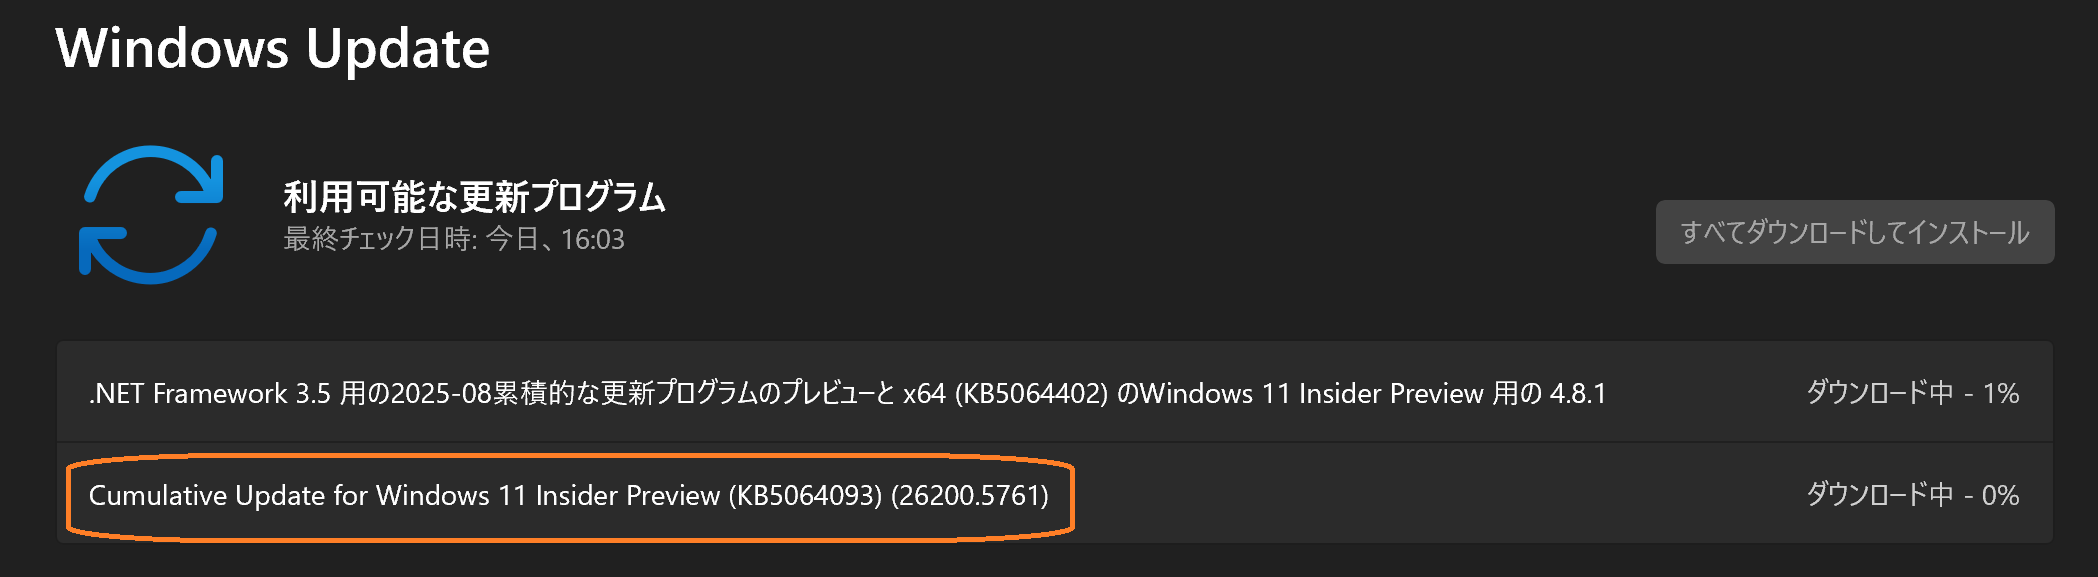 Windows Update
利用可能な更新プログラム
最終チェック日時: 今日、16:03
すべてダウンロードしてインストール
.NET Framework 3.5 用の2025-08累積的な更新プログラムのプレビューと x64 (KB5064402) のWindows 11 Insider Preview 用の 4.8.1
ダウンロード中 - 1%
Cumulative Update for Windows 11 Insider Preview (KB5064093) (26200.5761)
ダウンロード中 - 0%